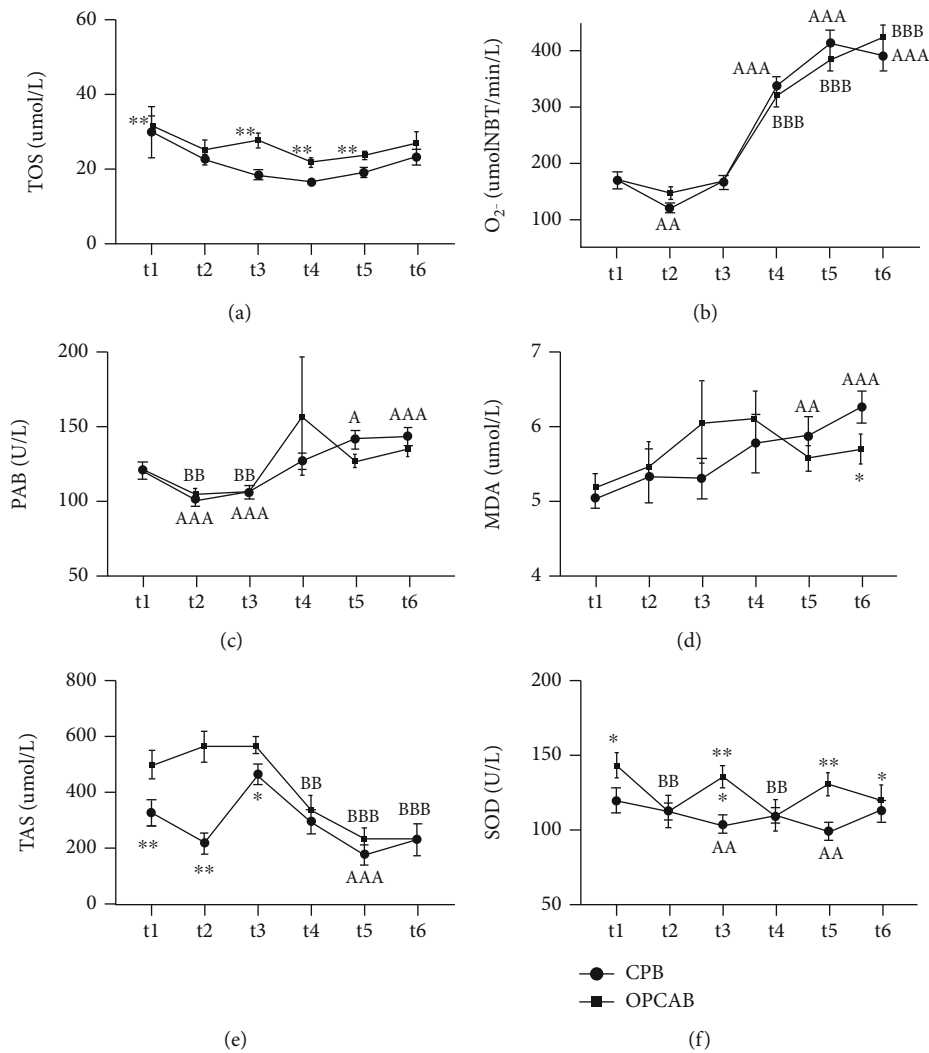 60
40
20
0
TOS (umol/L)
**
**
**
**
t1 t2 t3 t4 t5 t6
(a)
400
300
200
100
O2- (umolNBT/min/L)
AA
AAA
BBB
AAA
BBB
BBB
AAA
t1 t2 t3 t4 t5 t6
(b)
200
150
100
50
PAB (U/L)
BB
AAA
BB
AAA
A
AAA
t1 t2 t3 t4 t5 t6
(c)
7
6
5
4
MDA (umol/L)
AA
AAA
*
t1 t2 t3 t4 t5 t6
(d)
800
600
400
200
0
TAS (umol/L)
**
**
*
BB
BBB
AAA
BBB
t1 t2 t3 t4 t5 t6
(e)
200
150
100
50
SOD (U/L)
*
BB
**
*
AA
BB
**
AA
*
t1 t2 t3 t4 t5 t6
CPB
OPCAB
(f)